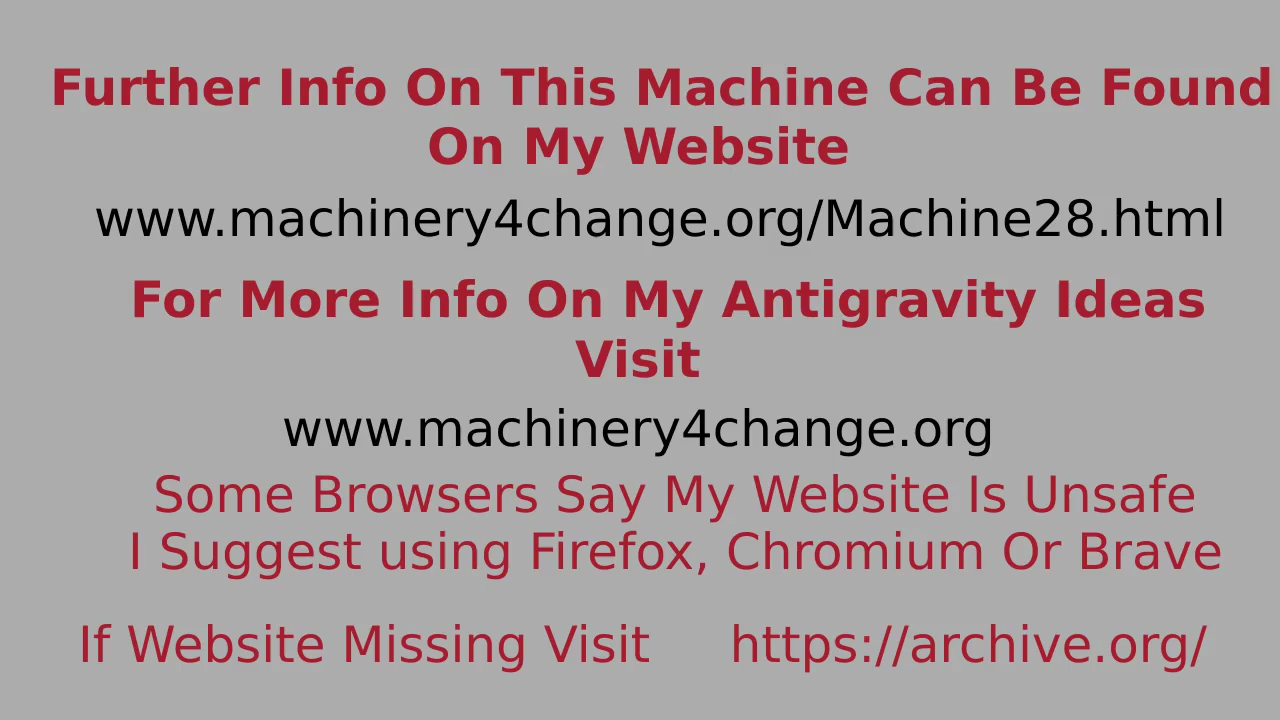 Further Info On This Machine Can Be Found
On My Website
www.machinery4change.org/Machine28.html
For More Info On My Antigravity Ideas
Visit
www.machinery4change.org
Some Browsers Say My Website Is Unsafe
I Suggest using Firefox, Chromium Or Brave
If Website Missing Visit https://archive.org/